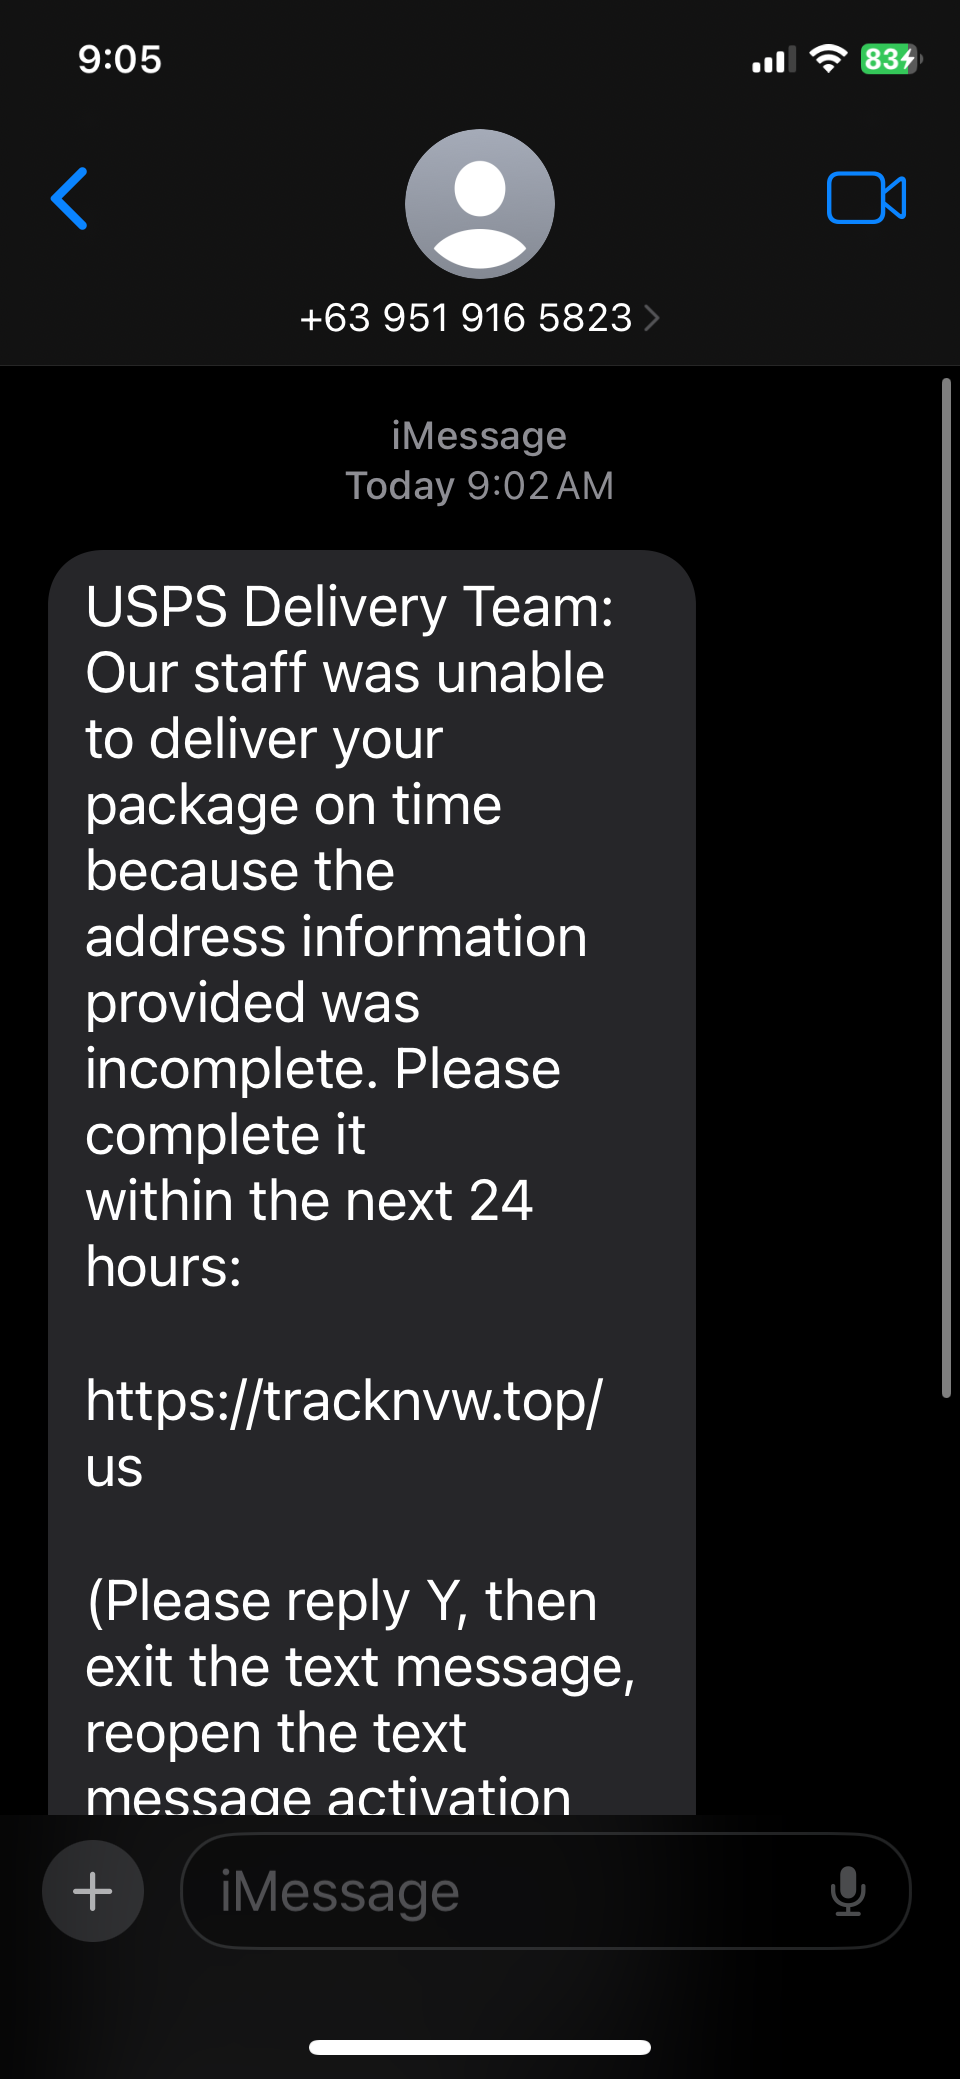 9:05
83
+63 951 916 5823
iMessage
Today 9:02 AM
USPS Delivery Team:
Our staff was unable
to deliver your
package on time
because the
address information
provided was
incomplete. Please
complete it
within the next 24
hours:
https://tracknvw.top/
us
(Please reply Y, then
exit the text message,
reopen the text
message activation
iMessage